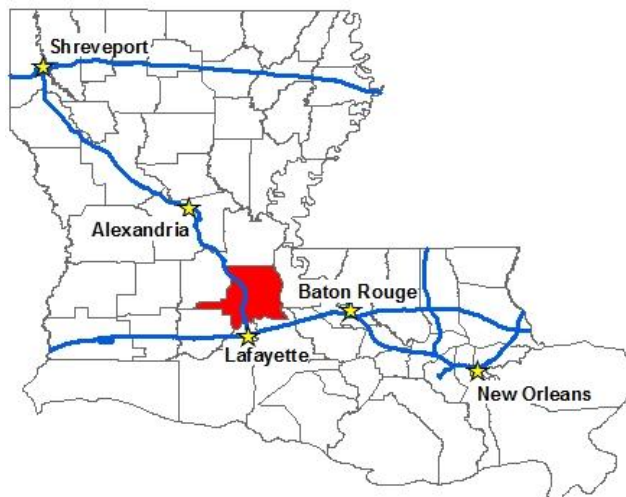 Shreveport
Alexandria
Baton Rouge
Lafayette
New Orleans